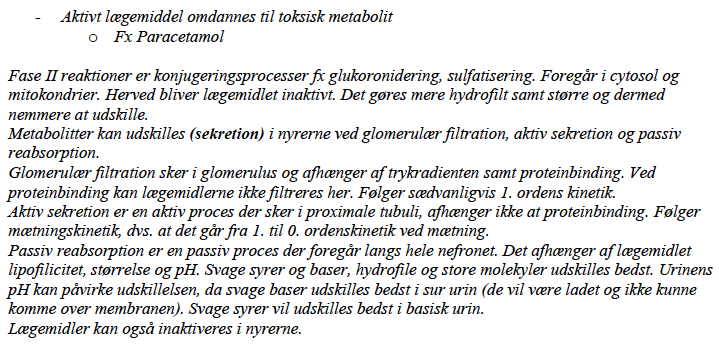 - Aktivt lægemiddel omdannes til toksisk metabolit
o Fx Paracetamol
Fase II reaktioner er konjugeringsprocesser fx glukoronidering, sulfatisering. Foregår i cytosol og
mitokondrier. Herved bliver lægemidlet inaktivt. Det gøres mere hydrofilt samt større og dermed
nemmere at udskille.
Metabolitter kan udskilles (sekretion) i nyrerne ved glomerulær filtration, aktiv sekretion og passiv
reabsorption.
Glomerulær filtration sker i glomerulus og afhænger af trykradienten samt proteinbinding. Ved
proteinbinding kan lægemidlerne ikke filtreres her. Følger sædvanligvis 1. ordens kinetik.
Aktiv sekretion er en aktiv proces der sker i proximale tubuli, afhænger ikke at proteinbinding. Følger
mætningskinetik, dvs. at det går fra 1. til 0. ordenskinetik ved mætning.
Passiv reabsorption er en passiv proces der foregår langs hele nefronet. Det afhænger af lægemidlet
lipofilicitet, størrelse og pH. Svage syrer og baser, hydrofile og store molekyler udskilles bedst. Urinens
pH kan påvirke udskillelsen, da svage baser udskilles bedst i sur urin (de vil være ladet og ikke kunne
komme over membranen). Svage syrer vil udskilles bedst i basisk urin.
Lægemidler kan også inaktiveres i nyrerne.